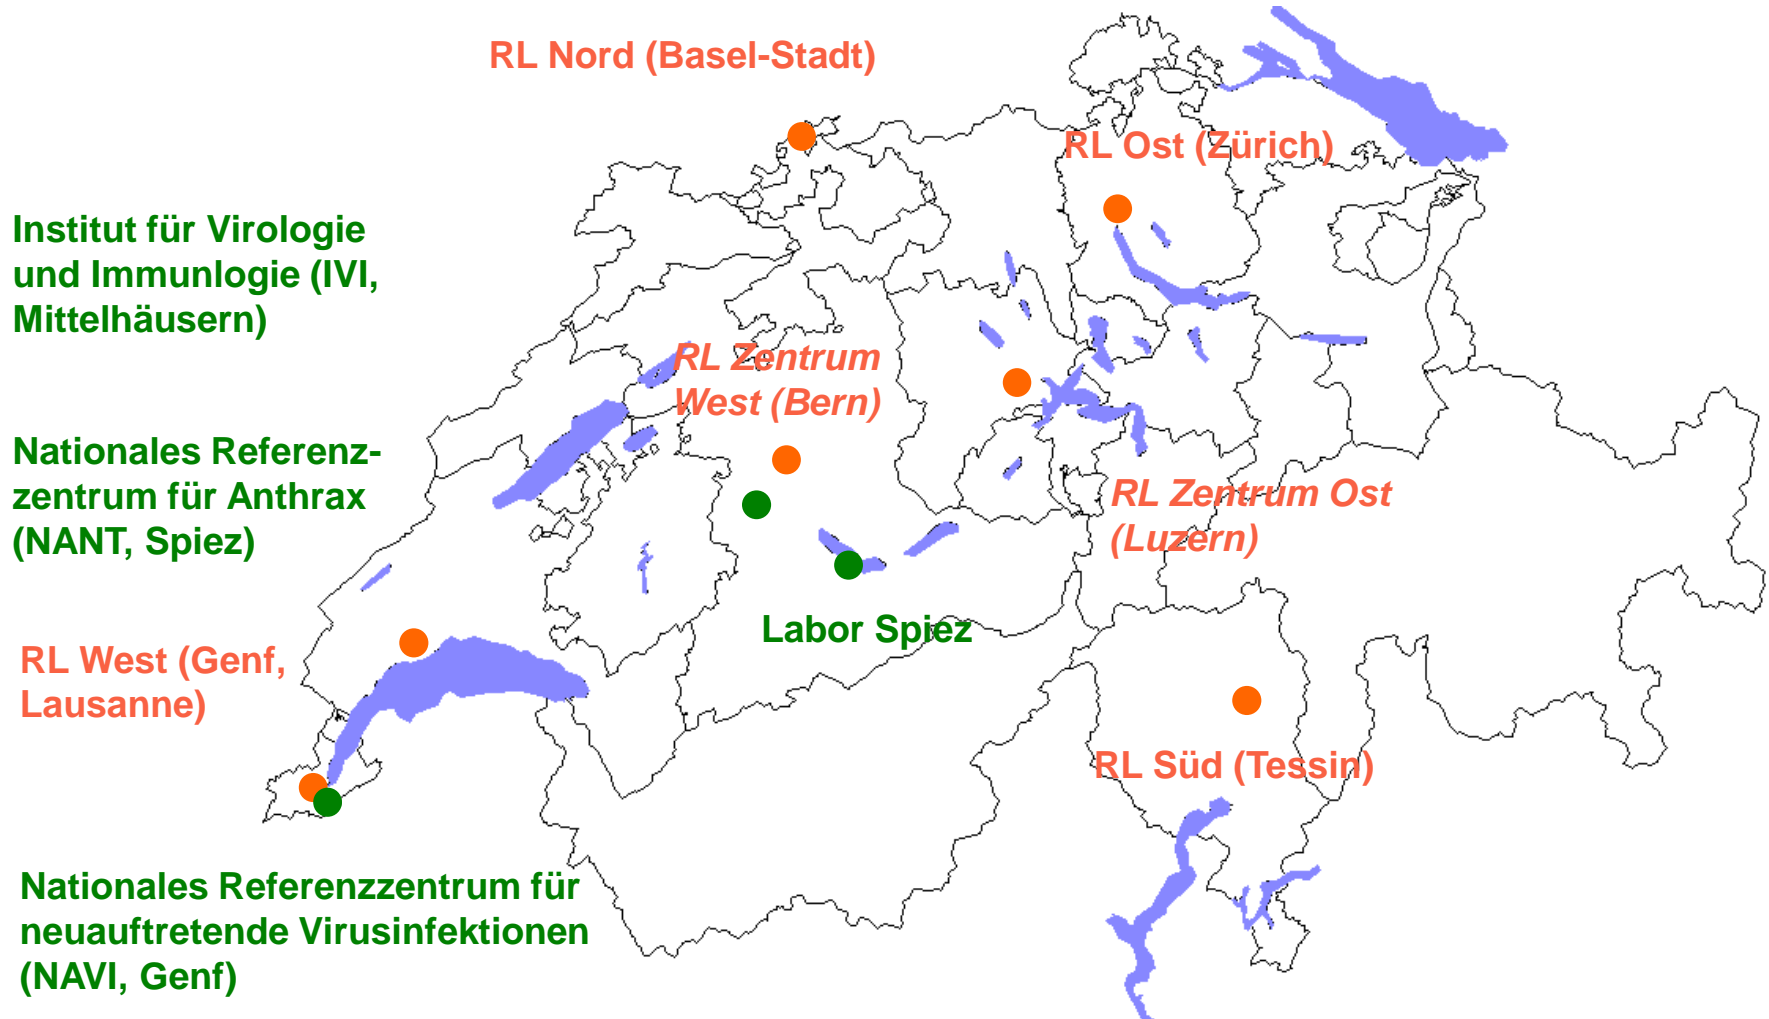 RL Nord (Basel-Stadt)
RL Ost (Zürich)
Institut für Virologie
und Immunlogie (IVI,
Mittelhäusern)
RL Zentrum
West (Bern)
Nationales Referenz-
zentrum für Anthrax
(NANT, Spiez)
RL Zentrum Ost
(Luzern)
Labor Spiez
RL West (Genf,
Lausanne)
RL Süd (Tessin)
Nationales Referenzzentrum für
neuauftretende Virusinfektionen
(NAVI, Genf)